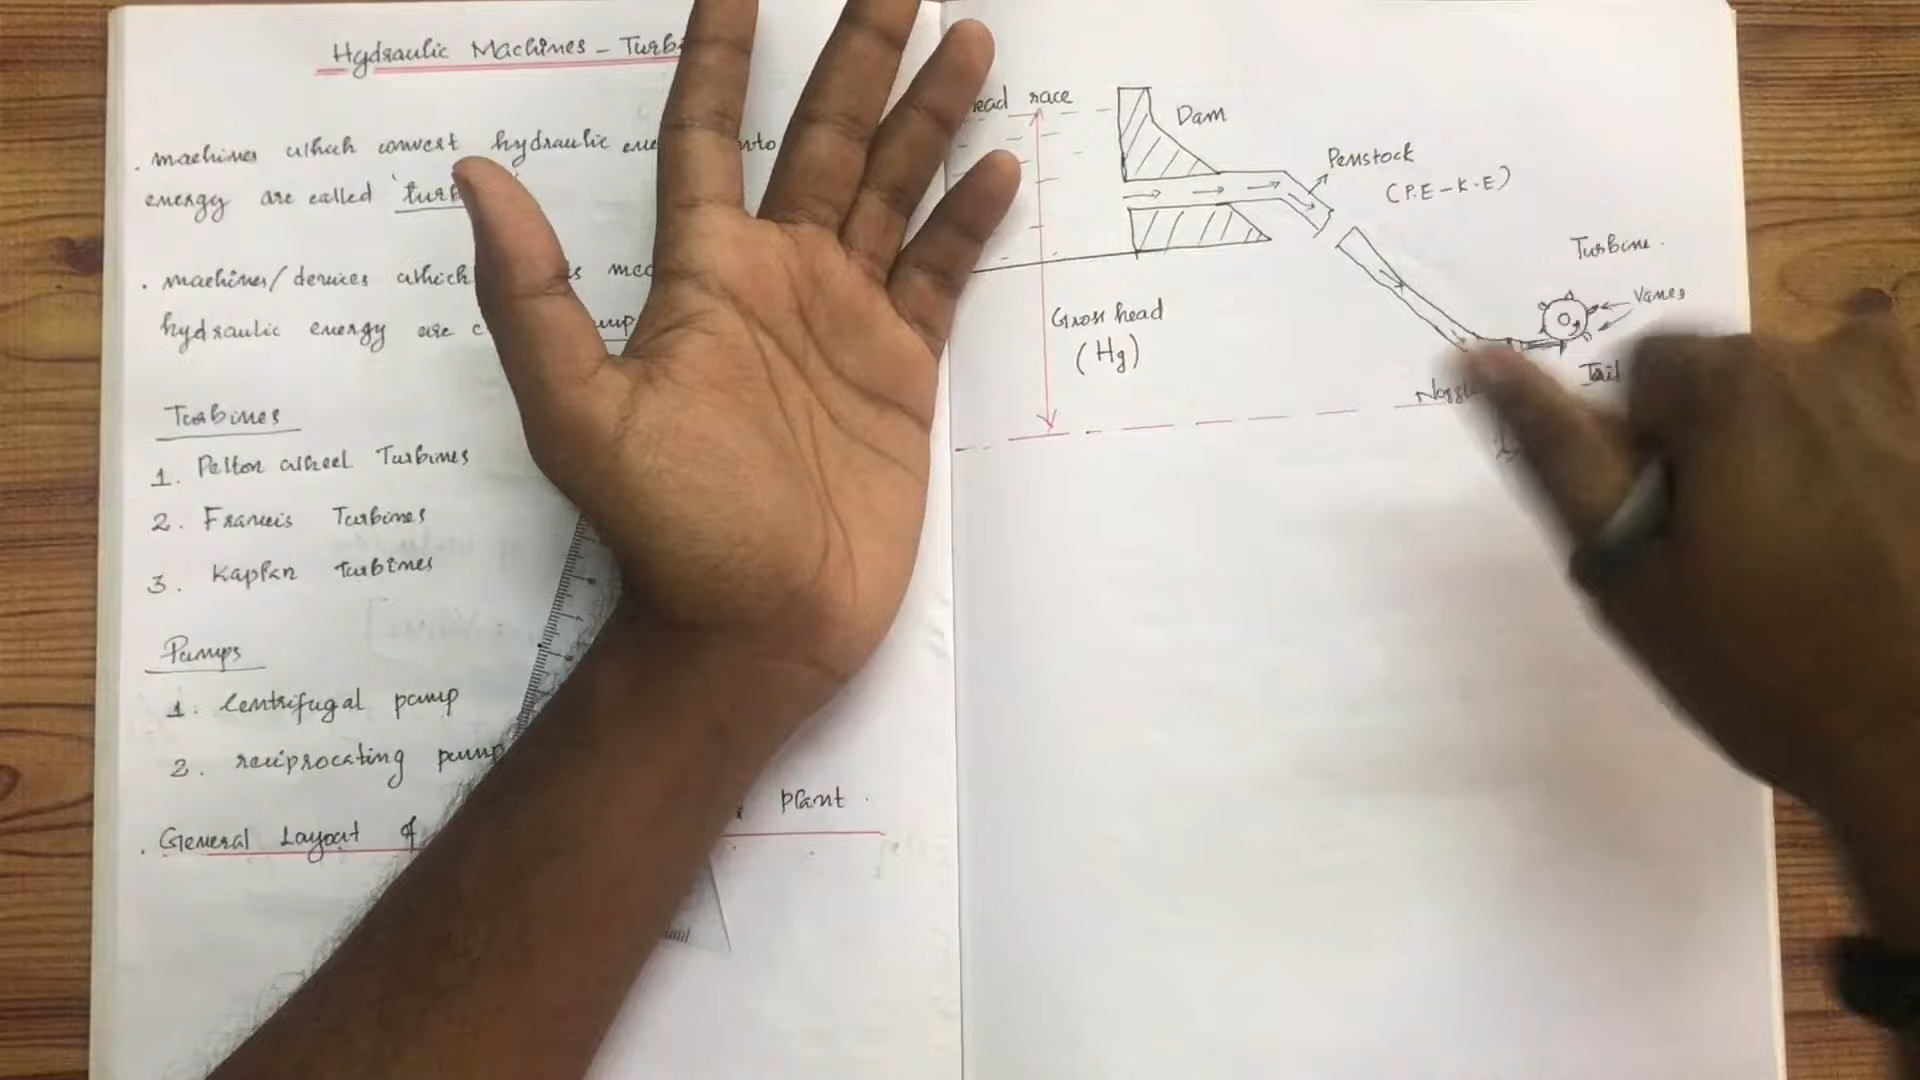 Hydraulic Machines - Turbi
. machines which convert hydraulic ene into
energy are called 'turb
. machines/devices which s mec
hydraulic energy are c ump
Turbines
1. Pelton wheel Turbines
2. Francis Turbines
3. Kaplan turbines
Pumps
1. Centrifugal pump
2. reciprocating pump
. General Layout of plant.
ead race
Dam
Penstock
(P.E - K.E)
Turbine.
Vanes
Gross head
(Hg)
Nozzl
Tail